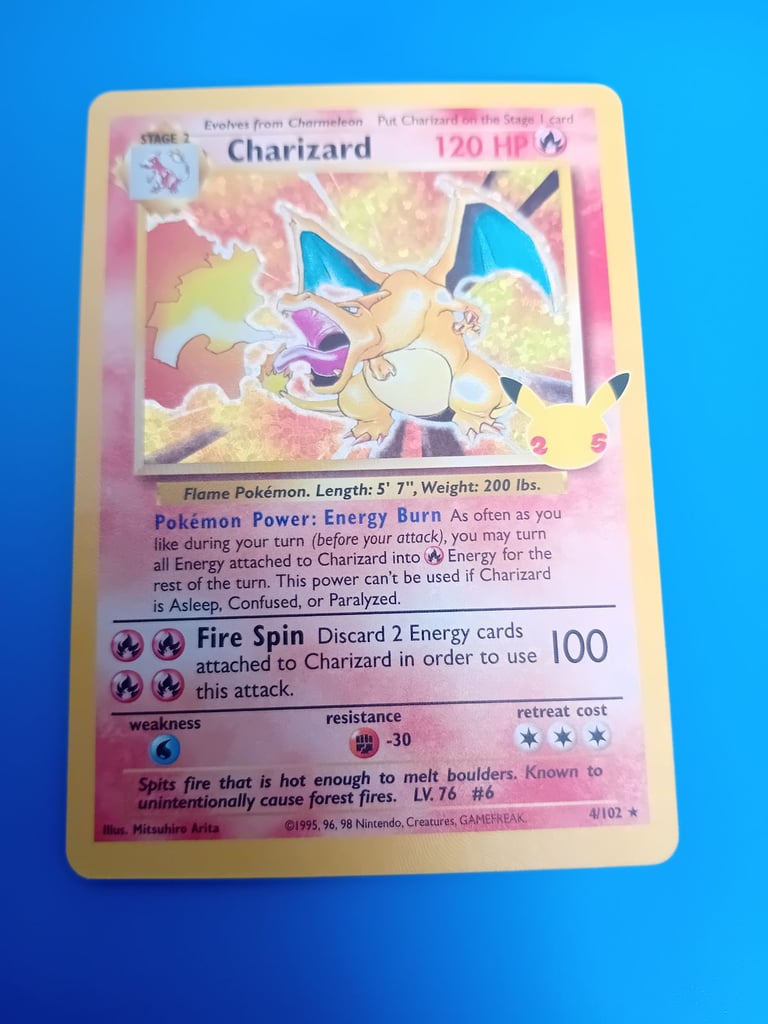 Evolves from Charmeleon Put Charizard on the Stage 1 card
STAGE 2
Charizard 120 HP
25
Flame Pokémon. Length: 5' 7", Weight: 200 lbs.
Pokémon Power: Energy Burn As often as you
like during your turn (before your attack), you may turn
all Energy attached to Charizard into Energy for the
rest of the turn. This power can't be used if Charizard
is Asleep, Confused, or Paralyzed.
Fire Spin Discard 2 Energy cards
attached to Charizard in order to use
this attack.
100
weakness
resistance
retreat cost
-30
Spits fire that is hot enough to melt boulders. Known to
unintentionally cause forest fires. LV. 76 #6
Illus. Mitsuhiro Arita
©1995, 96, 98 Nintendo, Creatures, GAMEFREAK.
4/102 ★